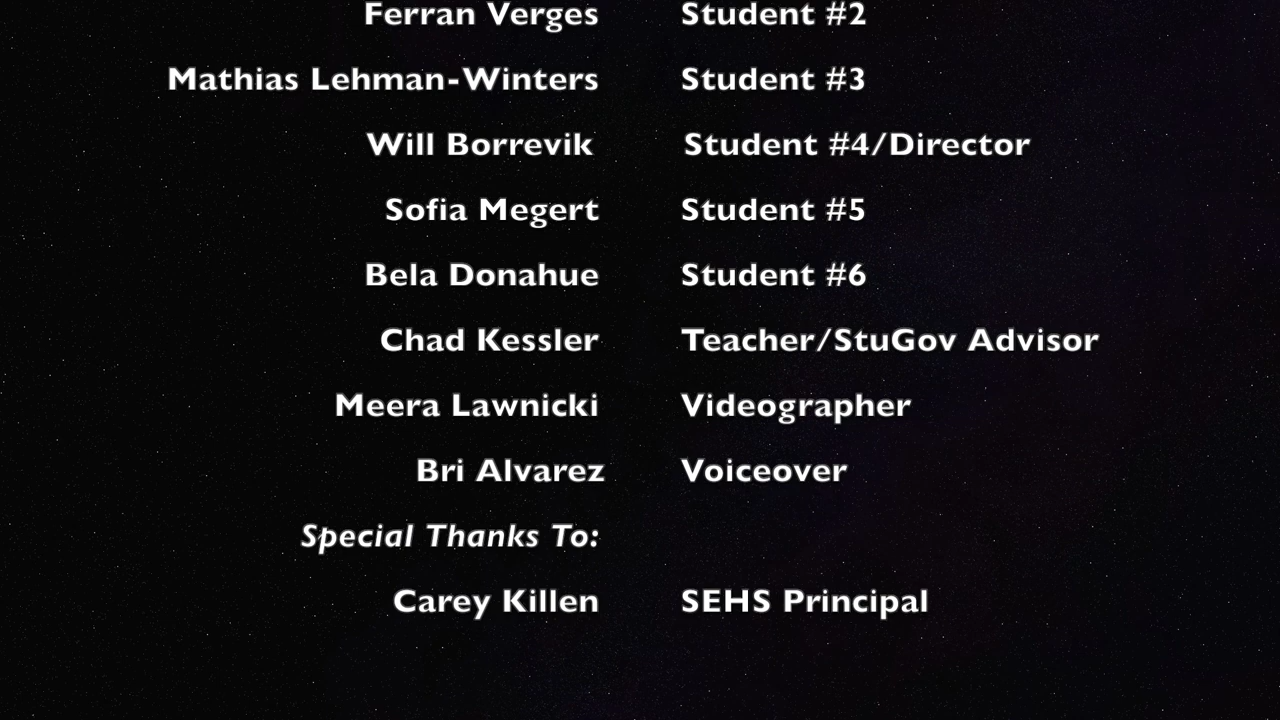 Ferran Verges Student #2
Mathias Lehman-Winters Student #3
Will Borrevik Student #4/Director
Sofia Megert Student #5
Bela Donahue Student #6
Chad Kessler Teacher/StuGov Advisor
Meera Lawnicki Videographer
Bri Alvarez Voiceover
Special Thanks To:
Carey Killen SEHS Principal